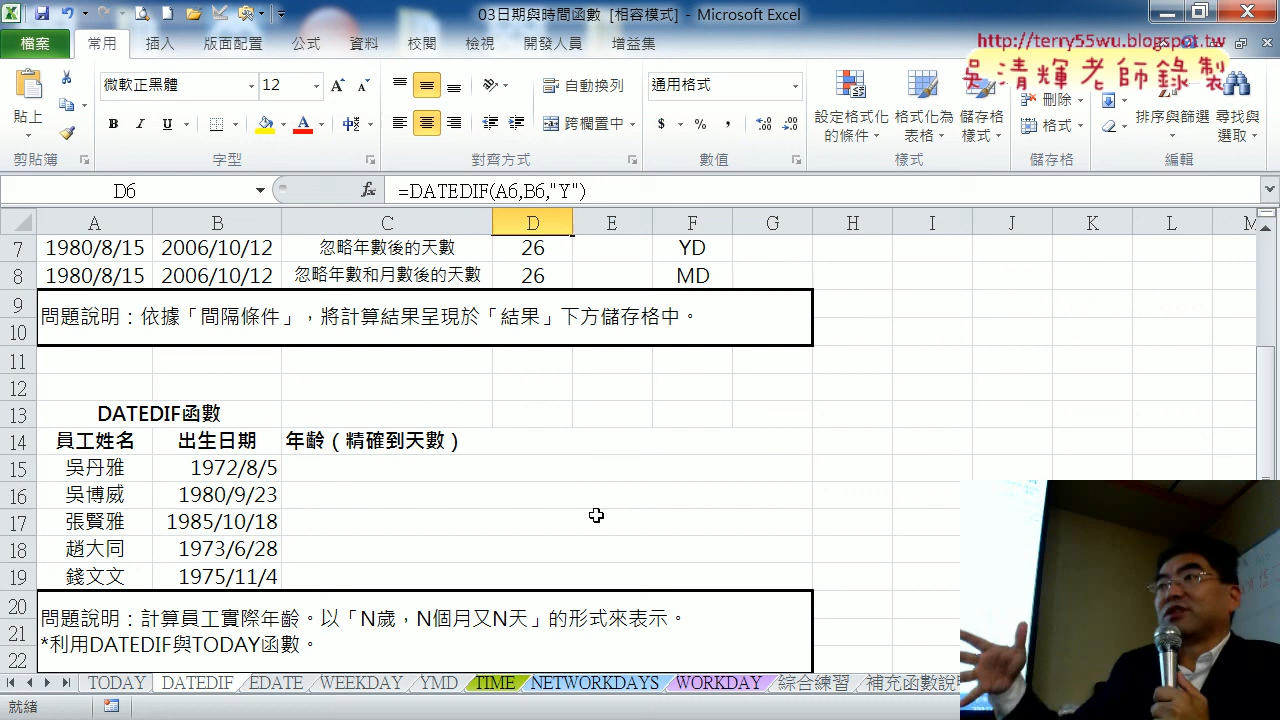 03日期與時間函數 [相容模式] - Microsoft Excel
檔案 常用 插入 版面配置 公式 資料 校閱 檢視 開發人員 增益集
http://terry55wu.blogspot.tw
吳清輝老師錄製
微軟正黑體 12 自動換列 通用格式
貼上 跨欄置中 設定格式化的條件 格式化為表格 儲存格樣式 刪除 格式 排序與篩選 尋找與選取
剪貼簿 字型 對齊方式 數值 樣式 儲存格 編輯
D6 fx =DATEDIF(A6,B6,"Y")
A B C D E F G H I J K L M
7 1980/8/15 2006/10/12 忽略年數後的天數 26 YD
8 1980/8/15 2006/10/12 忽略年數和月數後的天數 26 MD
9 問題說明：依據「間隔條件」，將計算結果呈現於「結果」下方儲存格中。
10
11
12
13 DATEDIF函數
14 員工姓名 出生日期 年齡（精確到天數）
15 吳丹雅 1972/8/5
16 吳博威 1980/9/23
17 張賢雅 1985/10/18
18 趙大同 1973/6/28
19 錢文文 1975/11/4
20 問題說明：計算員工實際年齡。以「N歲，N個月又N天」的形式來表示。
21 *利用DATEDIF與TODAY函數。
22
TODAY DATEDIF EDATE WEEKDAY YMD TIME NETWORKDAYS WORKDAY 綜合練習 補充函數說
就緒